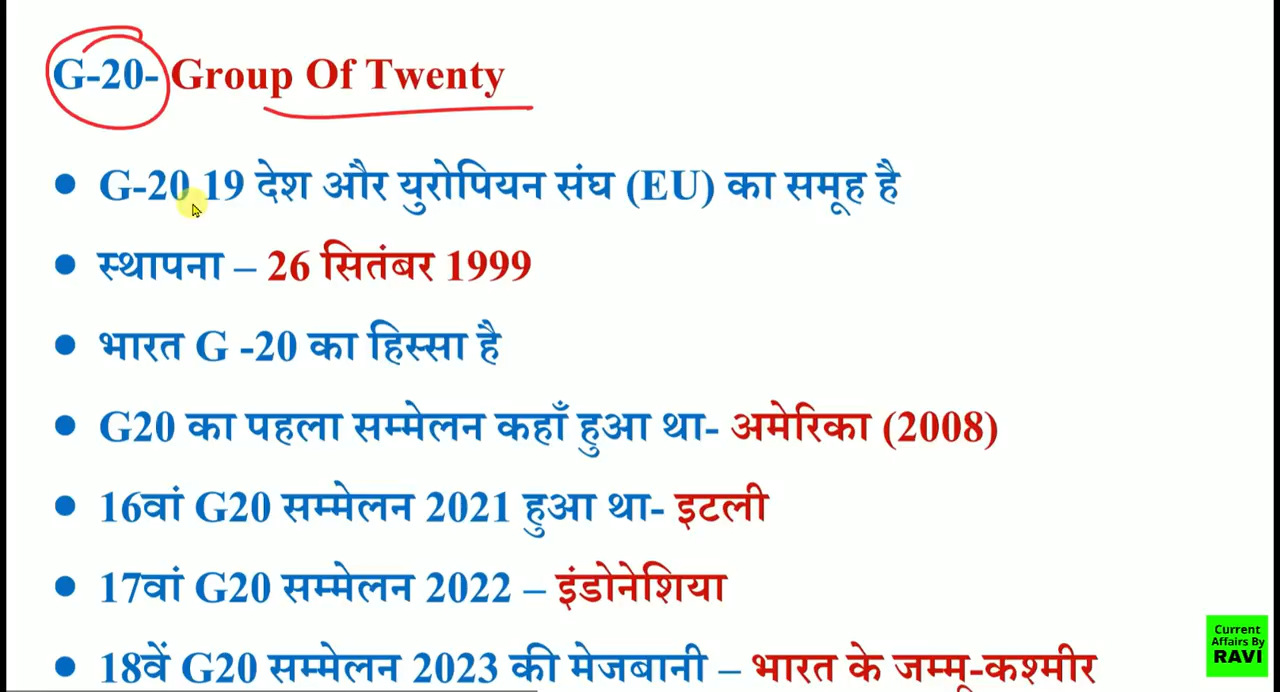 G-20- Group Of Twenty
G-20 19 देश और युरोपियन संघ (EU) का समूह है
स्थापना – 26 सितंबर 1999
भारत G -20 का हिस्सा है
G20 का पहला सम्मेलन कहाँ हुआ था- अमेरिका (2008)
16वां G20 सम्मेलन 2021 हुआ था- इटली
17वां G20 सम्मेलन 2022 – इंडोनेशिया
18वें G20 सम्मेलन 2023 की मेजबानी – भारत के जम्मू-कश्मीर
Current
Affairs By
RAVI